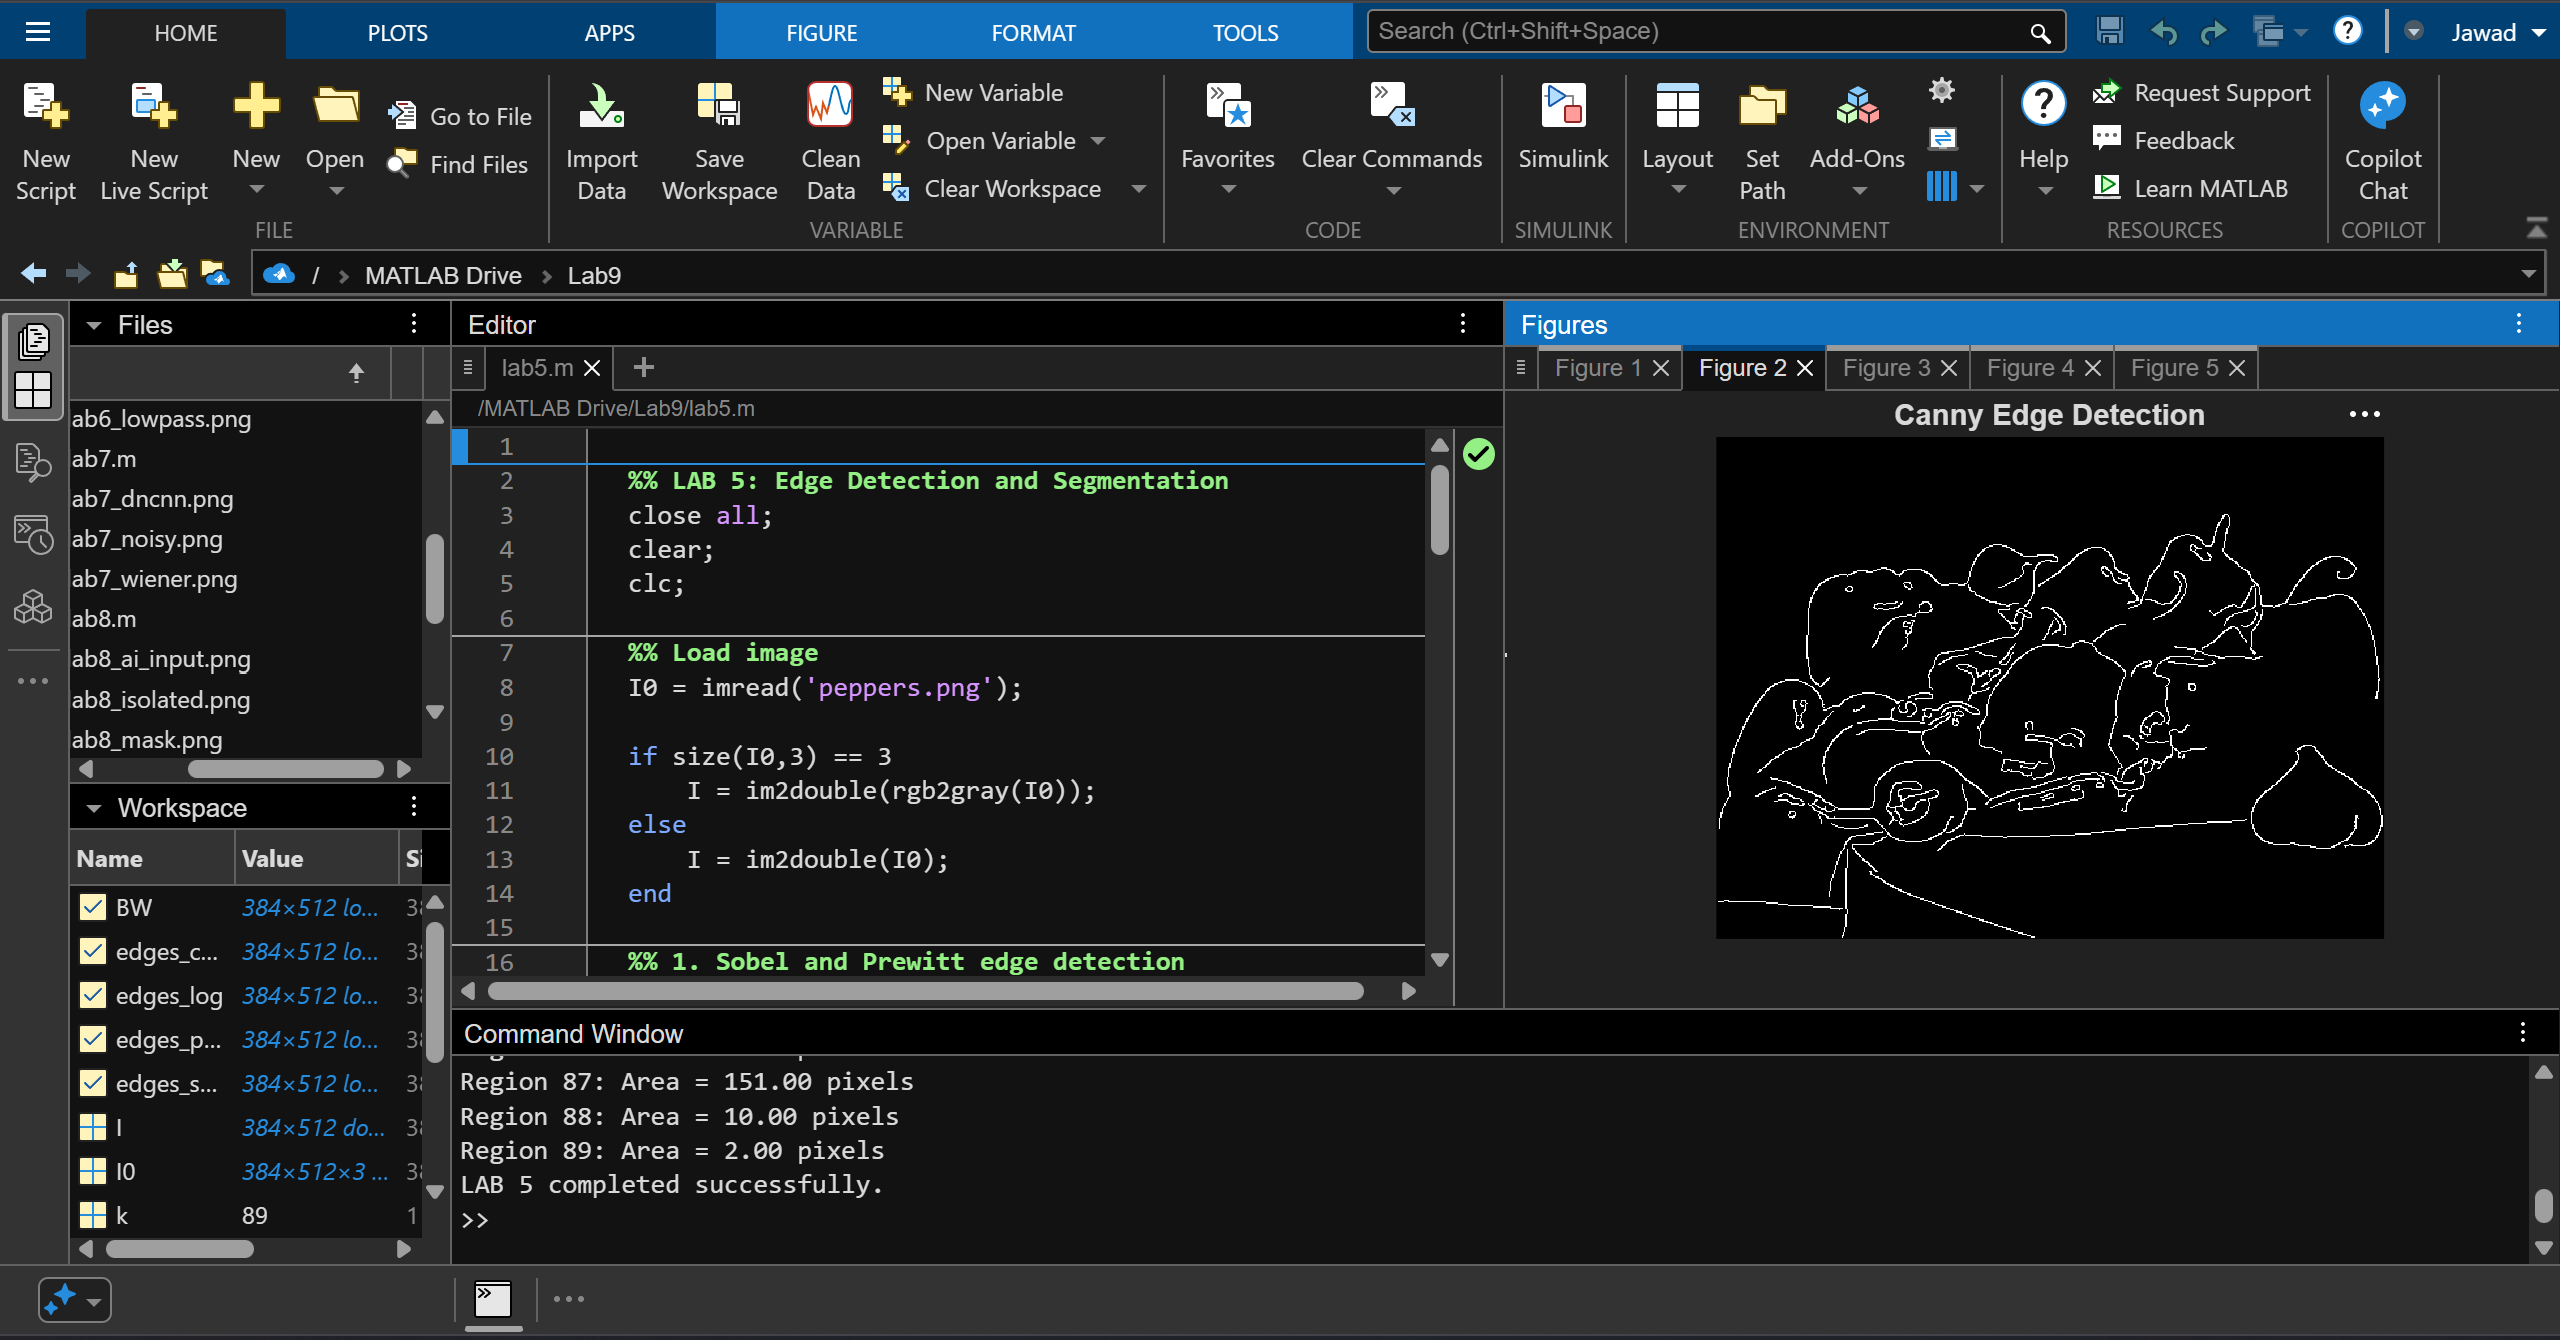 HOME PLOTS APPS FIGURE FORMAT TOOLS Search (Ctrl+Shift+Space) Jawad
New Script
New Live Script
New
Open
Go to File
Find Files
FILE
Import Data
Save Workspace
Clean Data
New Variable
Open Variable
Clear Workspace
VARIABLE
Favorites
Clear Commands
CODE
Simulink
SIMULINK
Layout
Set Path
Add-Ons
ENVIRONMENT
Help
Request Support
Feedback
Learn MATLAB
RESOURCES
Copilot Chat
COPILOT
/ > MATLAB Drive > Lab9
Files
ab6_lowpass.png
ab7.m
ab7_dncnn.png
ab7_noisy.png
ab7_wiener.png
ab8.m
ab8_ai_input.png
ab8_isolated.png
ab8_mask.png
Workspace
Name Value Si
BW 384×512 lo... 38
edges_c... 384×512 lo... 38
edges_log 384×512 lo... 38
edges_p... 384×512 lo... 38
edges_s... 384×512 lo... 38
I 384×512 do... 38
I0 384×512×3 ... 38
k 89 1
Editor
lab5.m
/MATLAB Drive/Lab9/lab5.m
1
2 %% LAB 5: Edge Detection and Segmentation
3 close all;
4 clear;
5 clc;
6
7 %% Load image
8 I0 = imread('peppers.png');
9
10 if size(I0,3) == 3
11 I = im2double(rgb2gray(I0));
12 else
13 I = im2double(I0);
14 end
15
16 %% 1. Sobel and Prewitt edge detection
Figures
Figure 1 Figure 2 Figure 3 Figure 4 Figure 5
Canny Edge Detection
Command Window
Region 87: Area = 151.00 pixels
Region 88: Area = 10.00 pixels
Region 89: Area = 2.00 pixels
LAB 5 completed successfully.
>>